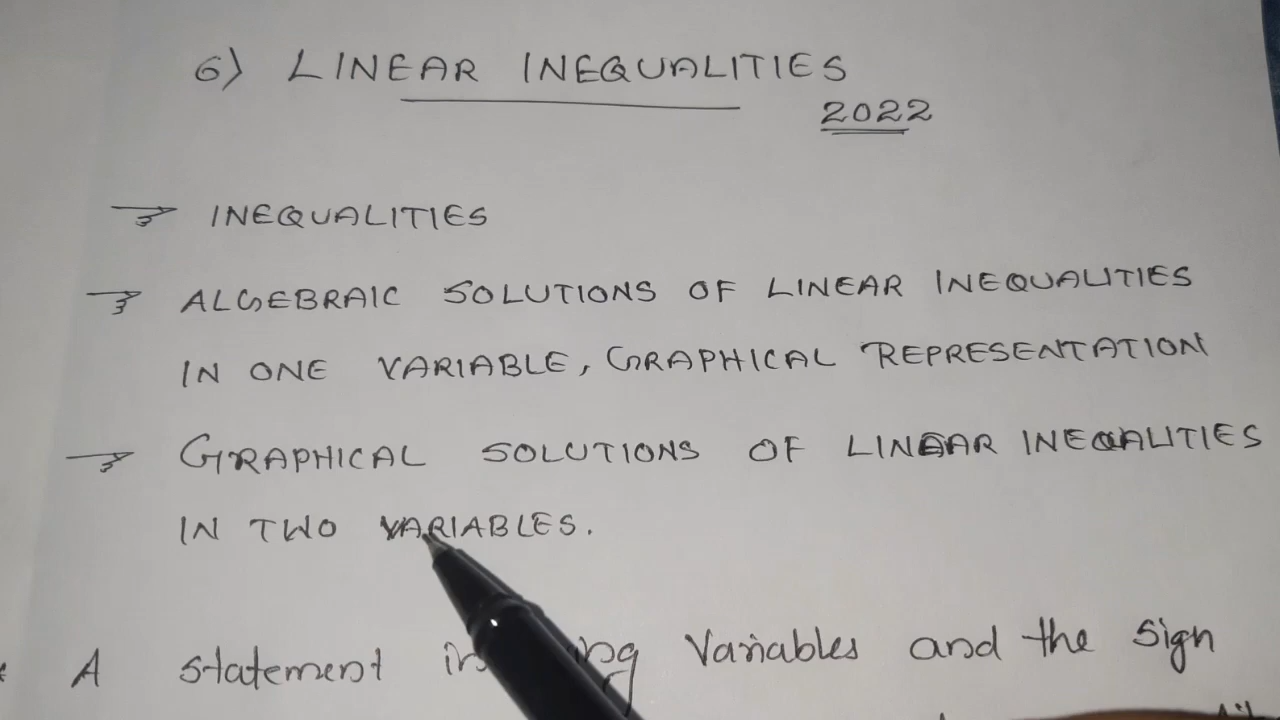 6) LINEAR INEQUALITIES
2022
INEQUALITIES
ALGEBRAIC SOLUTIONS OF LINEAR INEQUALITIES
IN ONE VARIABLE, GRAPHICAL REPRESENTATION
GRAPHICAL SOLUTIONS OF LINEAR INEQUALITIES
IN TWO VARIABLES.
A statement Variables and the sign